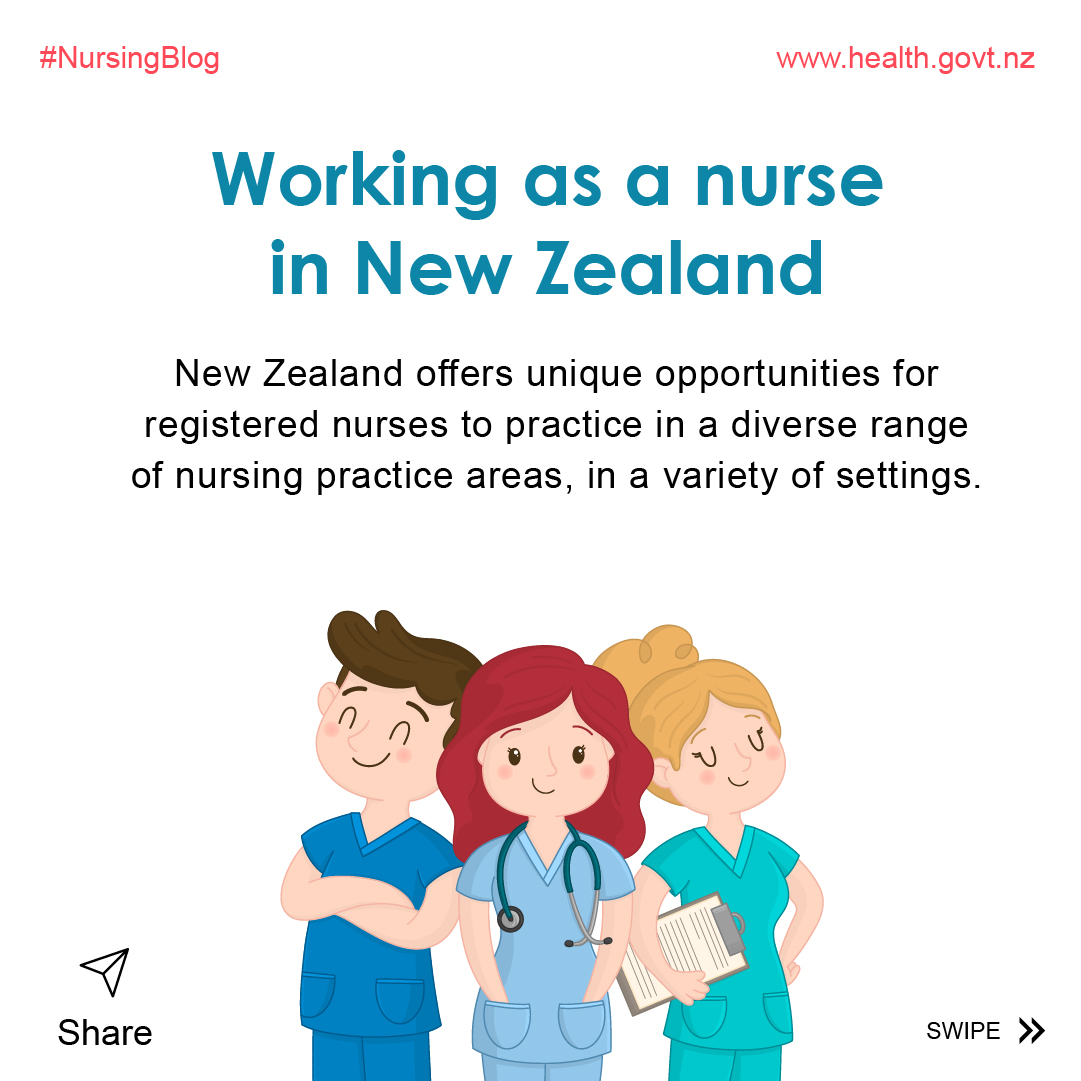 #NursingBlog
www.health.govt.nz
Working as a nurse
in New Zealand
New Zealand offers unique opportunities for
registered nurses to practice in a diverse range
of nursing practice areas, in a variety of settings.
Share
SWIPE